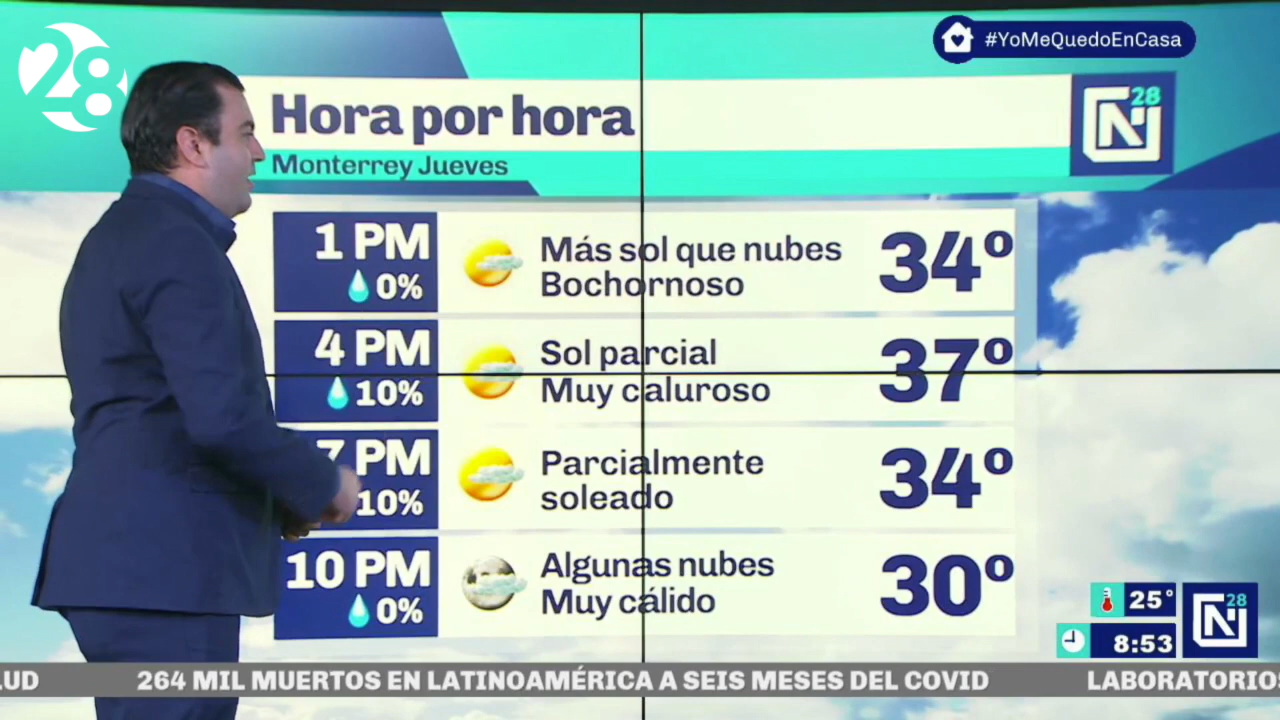 28
#YoMeQuedoEnCasa
Hora por hora
Monterrey Jueves
N 28
1 PM
0%
Más sol que nubes
Bochornoso
34°
4 PM
10%
Sol parcial
Muy caluroso
37°
7 PM
10%
Parcialmente
soleado
34°
10 PM
0%
Algunas nubes
Muy cálido
30°
25°
8:53
N 28
LUD 264 MIL MUERTOS EN LATINOAMÉRICA A SEIS MESES DEL COVID LABORATORIOS